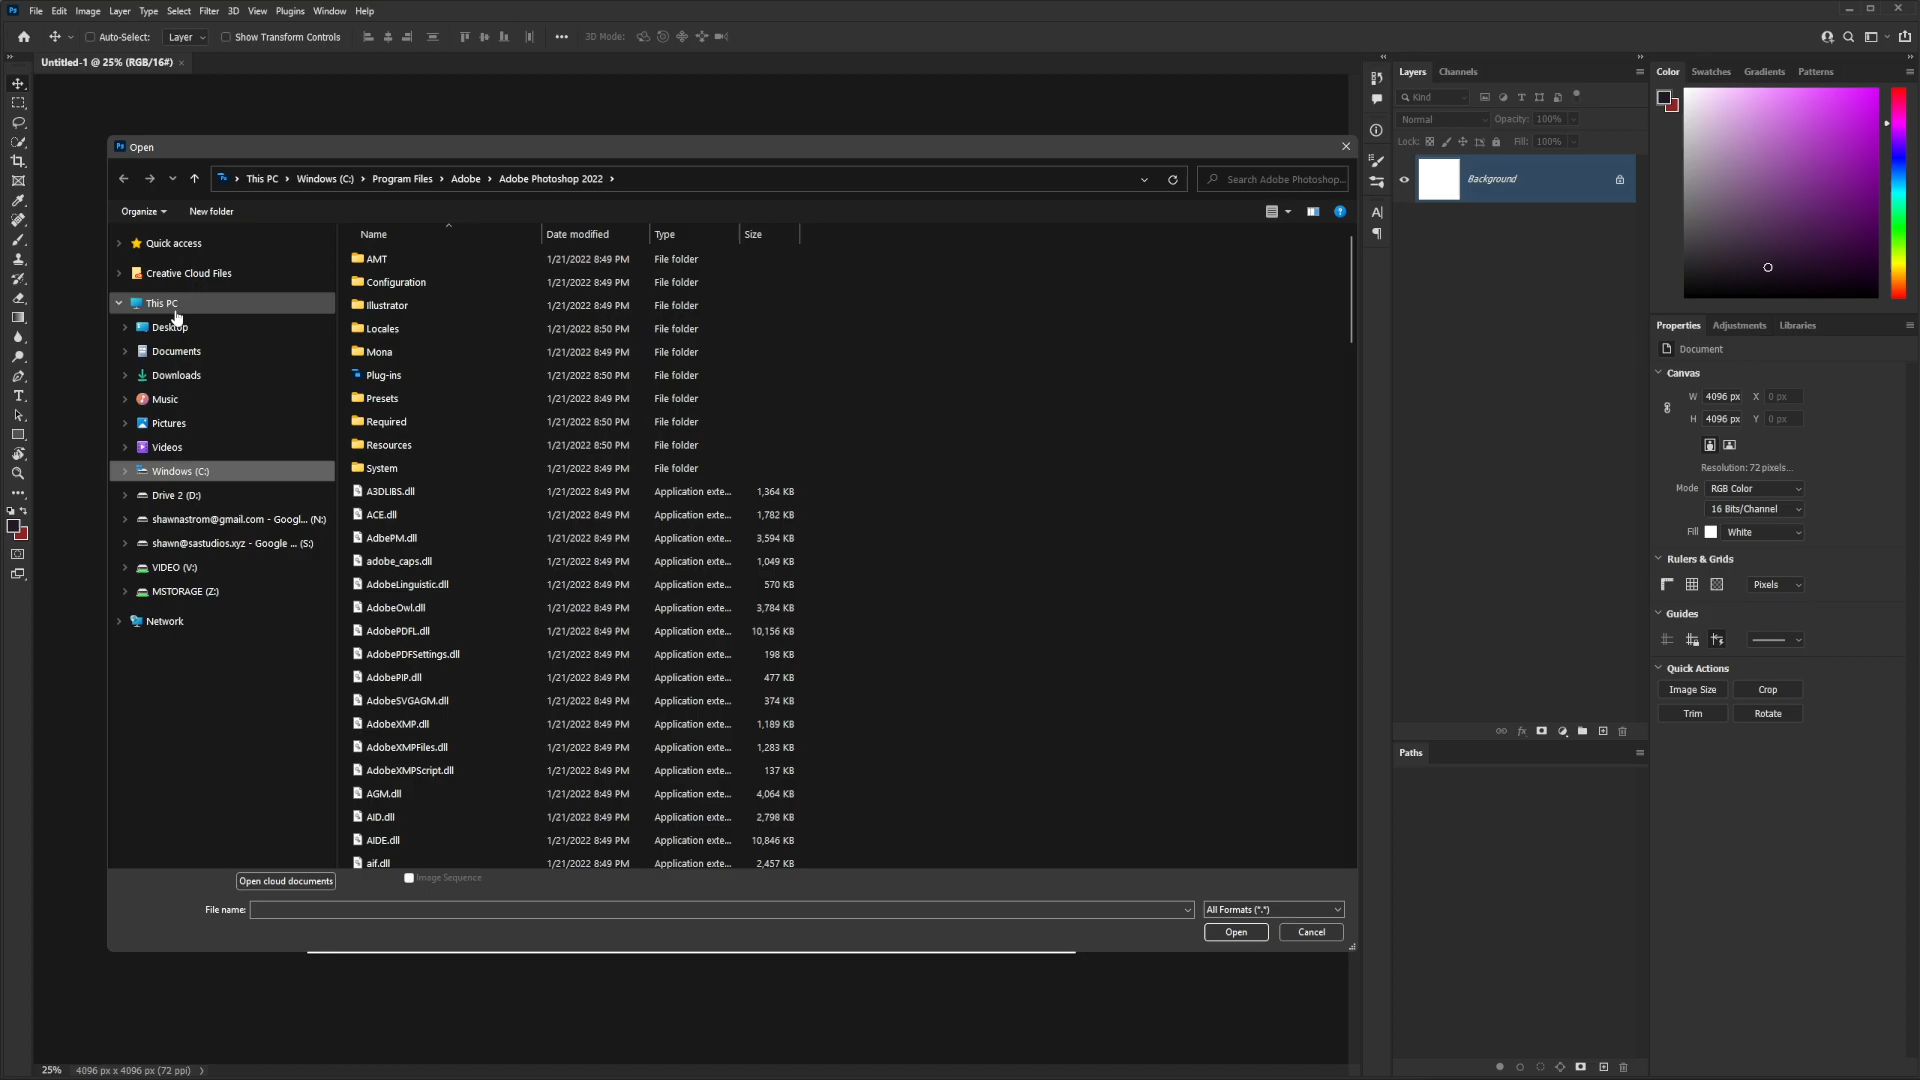 Ps File Edit Image Layer Type Select Filter 3D View Plugins Window Help
Auto-Select: Layer Show Transform Controls 3D Mode:
Untitled-1 @ 25% (RGB/16#) ×
Ps Open
This PC › Windows (C:) › Program Files › Adobe › Adobe Photoshop 2022 ›
Search Adobe Photoshop...
Organize New folder
Quick access
Creative Cloud Files
This PC
Desktop
Documents
Downloads
Music
Pictures
Videos
Windows (C:)
Drive 2 (D:)
shawnastrom@gmail.com - Googl... (N:)
shawn@sastudios.xyz - Google ... (S:)
VIDEO (V:)
MSTORAGE (Z:)
Network
Name Date modified Type Size
AMT 1/21/2022 8:49 PM File folder
Configuration 1/21/2022 8:49 PM File folder
Illustrator 1/21/2022 8:49 PM File folder
Locales 1/21/2022 8:50 PM File folder
Mona 1/21/2022 8:49 PM File folder
Plug-ins 1/21/2022 8:50 PM File folder
Presets 1/21/2022 8:49 PM File folder
Required 1/21/2022 8:50 PM File folder
Resources 1/21/2022 8:50 PM File folder
System 1/21/2022 8:49 PM File folder
A3DLIBS.dll 1/21/2022 8:49 PM Application exte... 1,364 KB
ACE.dll 1/21/2022 8:49 PM Application exte... 1,782 KB
AdbePM.dll 1/21/2022 8:49 PM Application exte... 3,594 KB
adobe_caps.dll 1/21/2022 8:49 PM Application exte... 1,049 KB
AdobeLinguistic.dll 1/21/2022 8:49 PM Application exte... 570 KB
AdobeOwl.dll 1/21/2022 8:49 PM Application exte... 3,784 KB
AdobePDFL.dll 1/21/2022 8:49 PM Application exte... 10,156 KB
AdobePDFSettings.dll 1/21/2022 8:49 PM Application exte... 198 KB
AdobePIP.dll 1/21/2022 8:49 PM Application exte... 477 KB
AdobeSVGAGM.dll 1/21/2022 8:49 PM Application exte... 374 KB
AdobeXMP.dll 1/21/2022 8:49 PM Application exte... 1,189 KB
AdobeXMPFiles.dll 1/21/2022 8:49 PM Application exte... 1,283 KB
AdobeXMPScript.dll 1/21/2022 8:49 PM Application exte... 137 KB
AGM.dll 1/21/2022 8:49 PM Application exte... 4,064 KB
AID.dll 1/21/2022 8:49 PM Application exte... 2,798 KB
AIDE.dll 1/21/2022 8:49 PM Application exte... 10,846 KB
aif.dll 1/21/2022 8:49 PM Application exte... 2,457 KB
Open cloud documents Image Sequence
File name: All Formats (*.*)
Open Cancel
Layers Channels
Kind
Normal Opacity: 100%
Lock: Fill: 100%
Background
fx
Paths
Color Swatches Gradients Patterns
Properties Adjustments Libraries
Document
Canvas
W 4096 px X 0 px
H 4096 px Y 0 px
Resolution: 72 pixels...
Mode RGB Color
16 Bits/Channel
Fill White
Rulers & Grids
Pixels
Guides
Quick Actions
Image Size Crop
Trim Rotate
25% 4096 px x 4096 px (72 ppi)